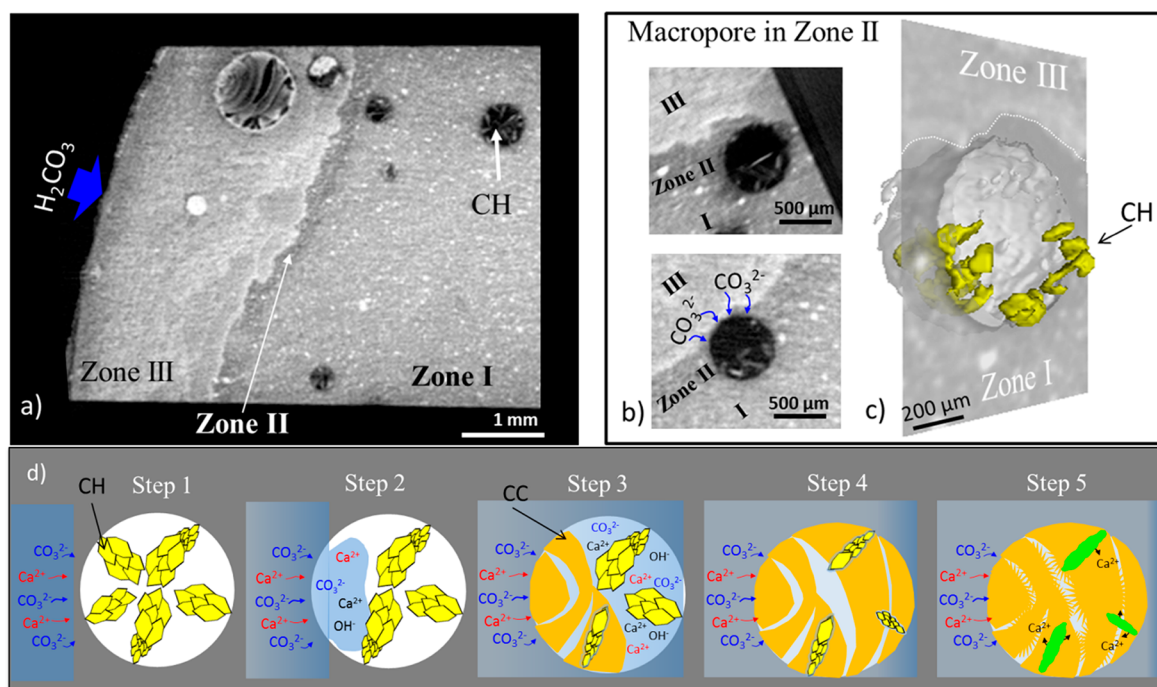 H₂CO₃
CH
Zone III
Zone I
Zone II
a)
1 mm
Macropore in Zone II
III
Zone II
I
500 µm
CO₃²⁻
CO₃²⁻
III
Zone II
I
500 µm
b)
Zone III
CH
Zone I
200 µm
c)
d)
CH
Step 1
CO₃²⁻
Ca²⁺
CO₃²⁻
Ca²⁺
CO₃²⁻
Step 2
CO₃²⁻
Ca²⁺
CO₃²⁻
Ca²⁺
CO₃²⁻
Ca²⁺
CO₃²⁻
Ca²⁺
OH⁻
CC
Step 3
CO₃²⁻
Ca²⁺
CO₃²⁻
Ca²⁺
CO₃²⁻
CO₃²⁻
Ca²⁺
OH⁻
Ca²⁺
CO₃²⁻
Ca²⁺
OH⁻
Ca²⁺
Step 4
CO₃²⁻
Ca²⁺
CO₃²⁻
Ca²⁺
CO₃²⁻
Step 5
CO₃²⁻
Ca²⁺
CO₃²⁻
Ca²⁺
CO₃²⁻
Ca²⁺
Ca²⁺
Ca²⁺